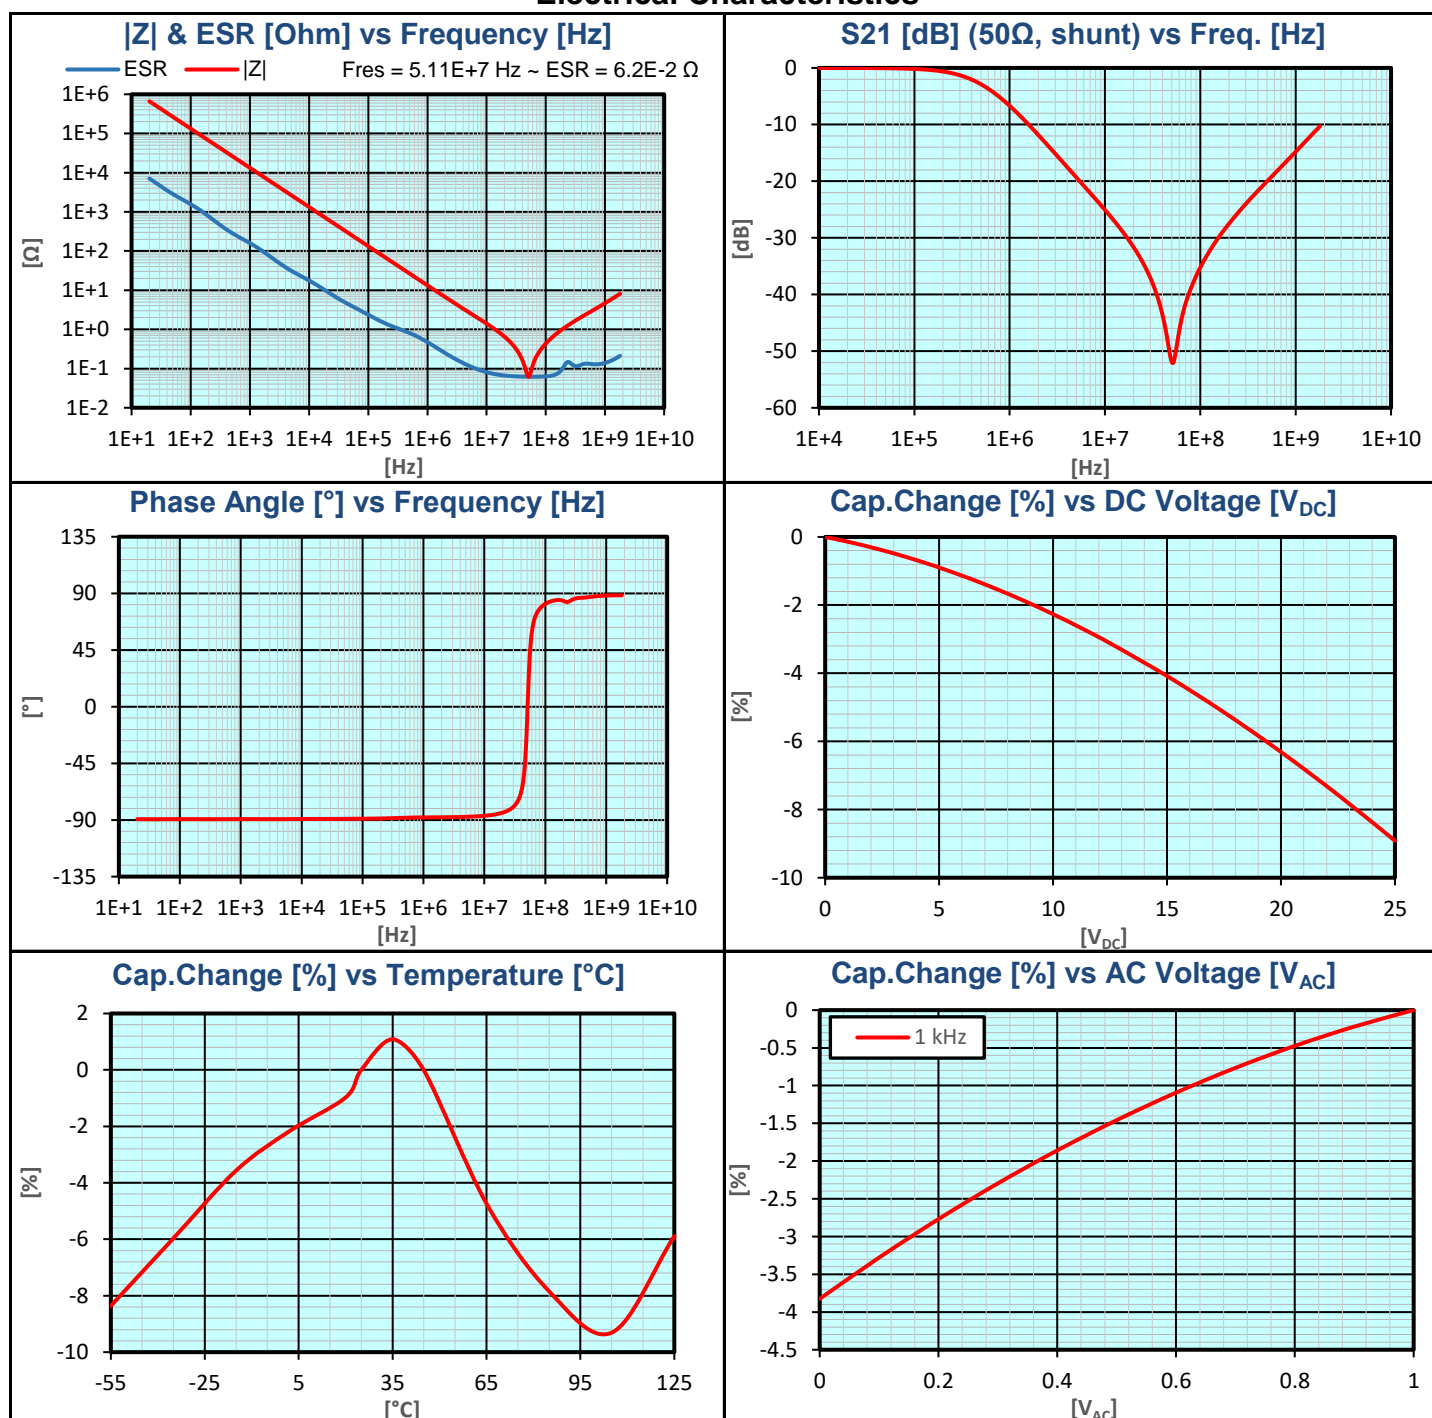 Electrical Characteristics
|Z| & ESR [Ohm] vs Frequency [Hz]
ESR |Z| Fres = 5.11E+7 Hz ~ ESR = 6.2E-2 Ω
1E+6
1E+5
1E+4
1E+3
1E+2
1E+1
1E+0
1E-1
1E-2
[Ω]
1E+1 1E+2 1E+3 1E+4 1E+5 1E+6 1E+7 1E+8 1E+9 1E+10
[Hz]
S21 [dB] (50Ω, shunt) vs Freq. [Hz]
0
-10
-20
-30
-40
-50
-60
[dB]
1E+4 1E+5 1E+6 1E+7 1E+8 1E+9 1E+10
[Hz]
Phase Angle [°] vs Frequency [Hz]
135
90
45
0
-45
-90
-135
[°]
1E+1 1E+2 1E+3 1E+4 1E+5 1E+6 1E+7 1E+8 1E+9 1E+10
[Hz]
Cap.Change [%] vs DC Voltage [VDC]
0
-2
-4
-6
-8
-10
[%]
0 5 10 15 20 25
[VDC]
Cap.Change [%] vs Temperature [°C]
2
0
-2
-4
-6
-8
-10
[%]
-55 -25 5 35 65 95 125
[°C]
Cap.Change [%] vs AC Voltage [VAC]
1 kHz
0
-0.5
-1
-1.5
-2
-2.5
-3
-3.5
-4
-4.5
[%]
0 0.2 0.4 0.6 0.8 1
[VAC]